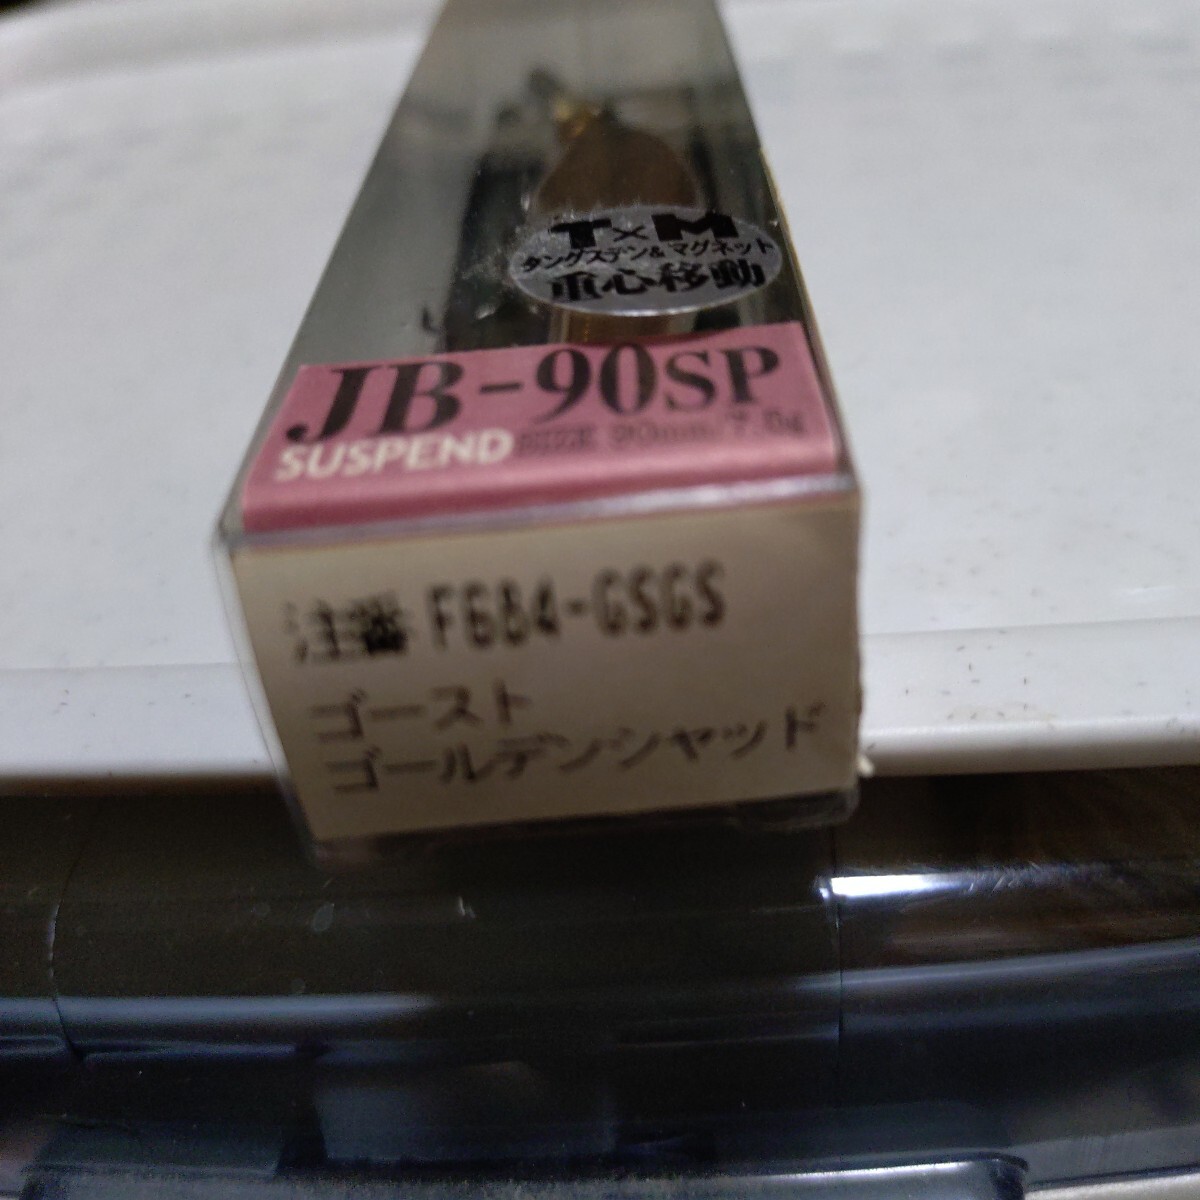 T×M
タングステン&マグネット
重心移動
JB-90SP
SUSPEND SIZE 90mm/7.8g
注番 F684-GSGS
ゴースト
ゴールデンシャッド